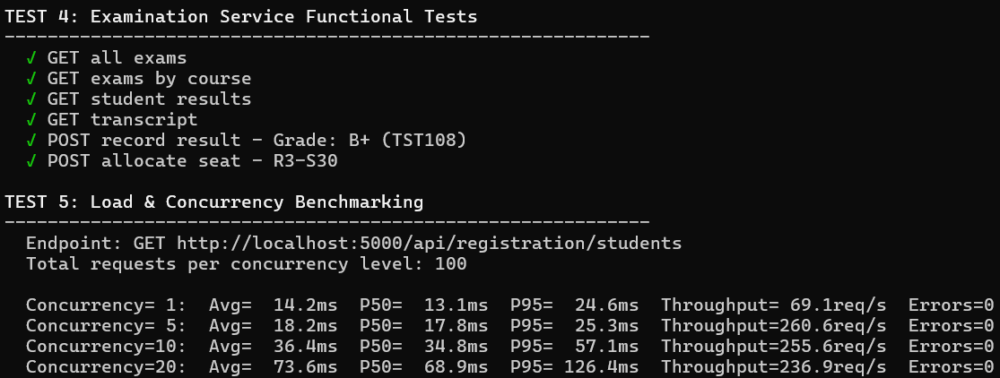 TEST 4: Examination Service Functional Tests
------------------------------------------------------------
  √ GET all exams
  √ GET exams by course
  √ GET student results
  √ GET transcript
  √ POST record result - Grade: B+ (TST108)
  √ POST allocate seat - R3-S30

TEST 5: Load & Concurrency Benchmarking
------------------------------------------------------------
  Endpoint: GET http://localhost:5000/api/registration/students
  Total requests per concurrency level: 100

  Concurrency= 1:  Avg=  14.2ms  P50=  13.1ms  P95=  24.6ms  Throughput= 69.1req/s  Errors=0
  Concurrency= 5:  Avg=  18.2ms  P50=  17.8ms  P95=  25.3ms  Throughput=260.6req/s  Errors=0
  Concurrency=10:  Avg=  36.4ms  P50=  34.8ms  P95=  57.1ms  Throughput=255.6req/s  Errors=0
  Concurrency=20:  Avg=  73.6ms  P50=  68.9ms  P95= 126.4ms  Throughput=236.9req/s  Errors=0